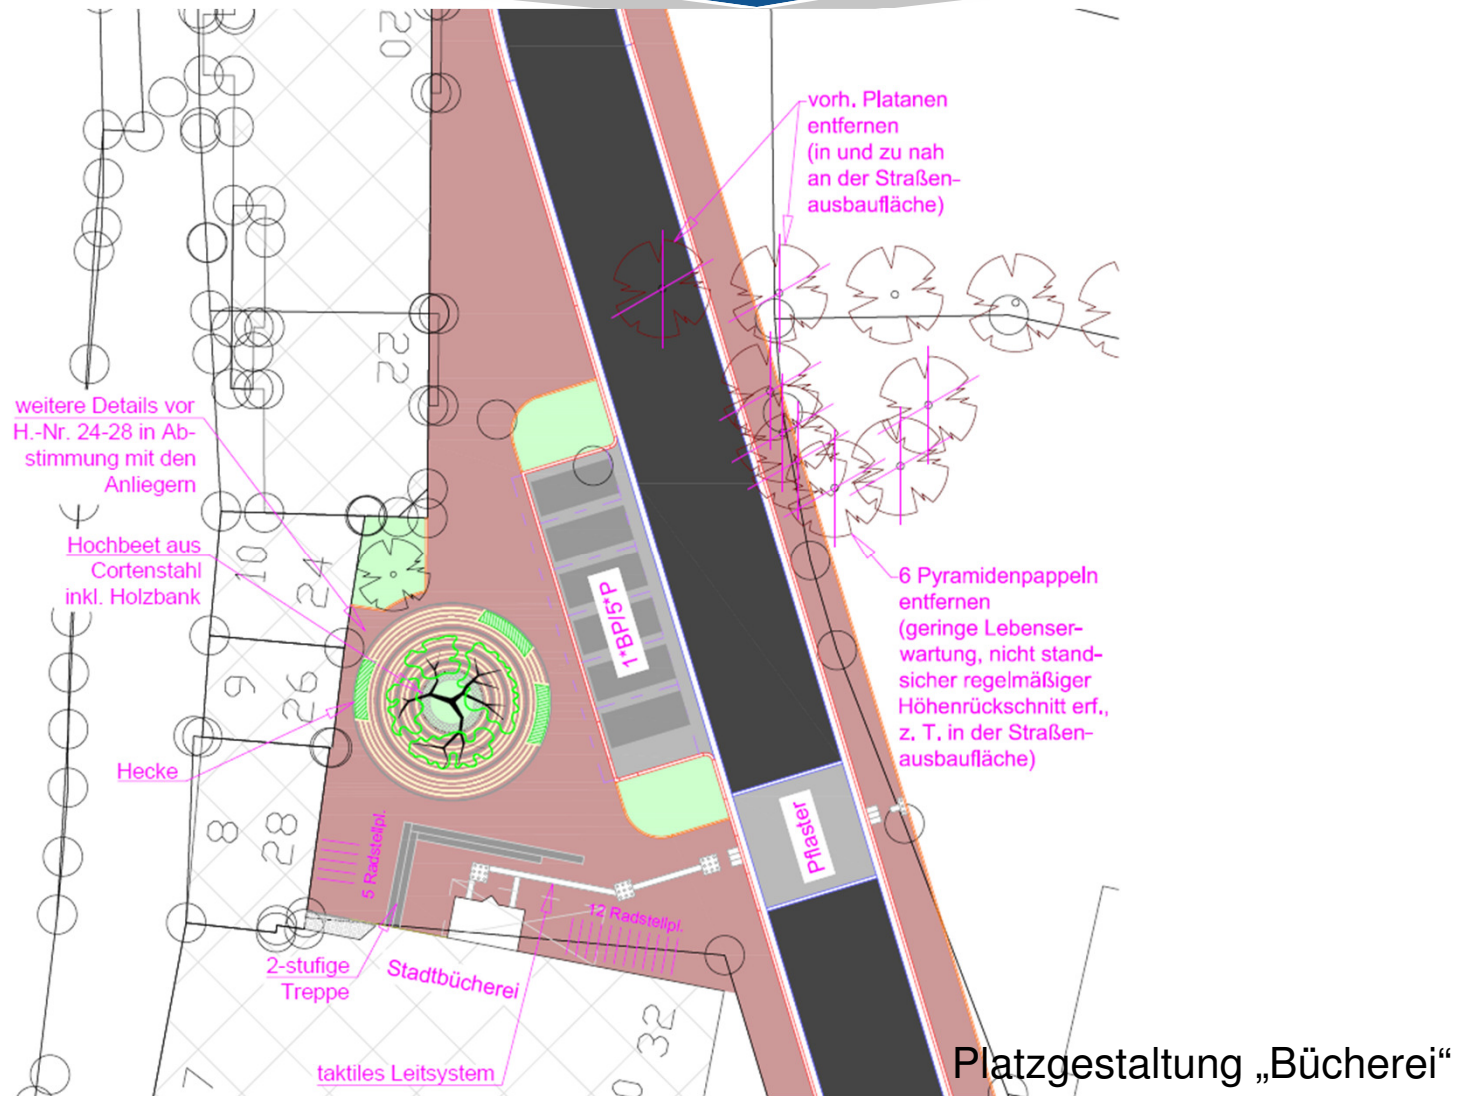 20
vorh. Platanen
entfernen
(in und zu nah
an der Straßen-
ausbaufläche)
22
weitere Details vor
H.-Nr. 24-28 in Ab-
stimmung mit den
Anliegern
Hochbeet aus
Cortenstahl
inkl. Holzbank
10
24
1*BP/5*P
6 Pyramidenpappeln
entfernen
(geringe Lebenser-
wartung, nicht stand-
sicher regelmäßiger
Höhenrückschnitt erf.,
z. T. in der Straßen-
ausbaufläche)
9
26
Hecke
8
28
5 Radstellpl.
Pflaster
12 Radstellpl.
2-stufige
Treppe
Stadtbücherei
32
taktiles Leitsystem
7
0
Platzgestaltung „Bücherei“